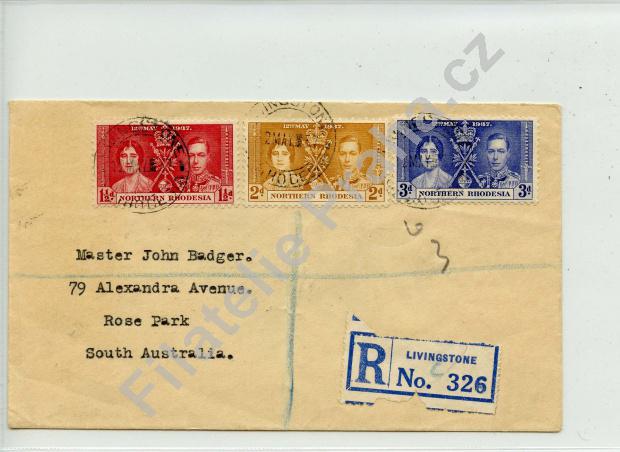 12TH MAY 1937.
1½d 1½d
NORTHERN RHODESIA
12TH MAY 1937.
2d 2d
NORTHERN RHODESIA
12TH MAY 1937.
3d 3d
NORTHERN RHODESIA
63
Master John Badger.
79 Alexandra Avenue.
Rose Park
South Australia.
R
LIVINGSTONE
No. 326
Filatelie Praha.cz